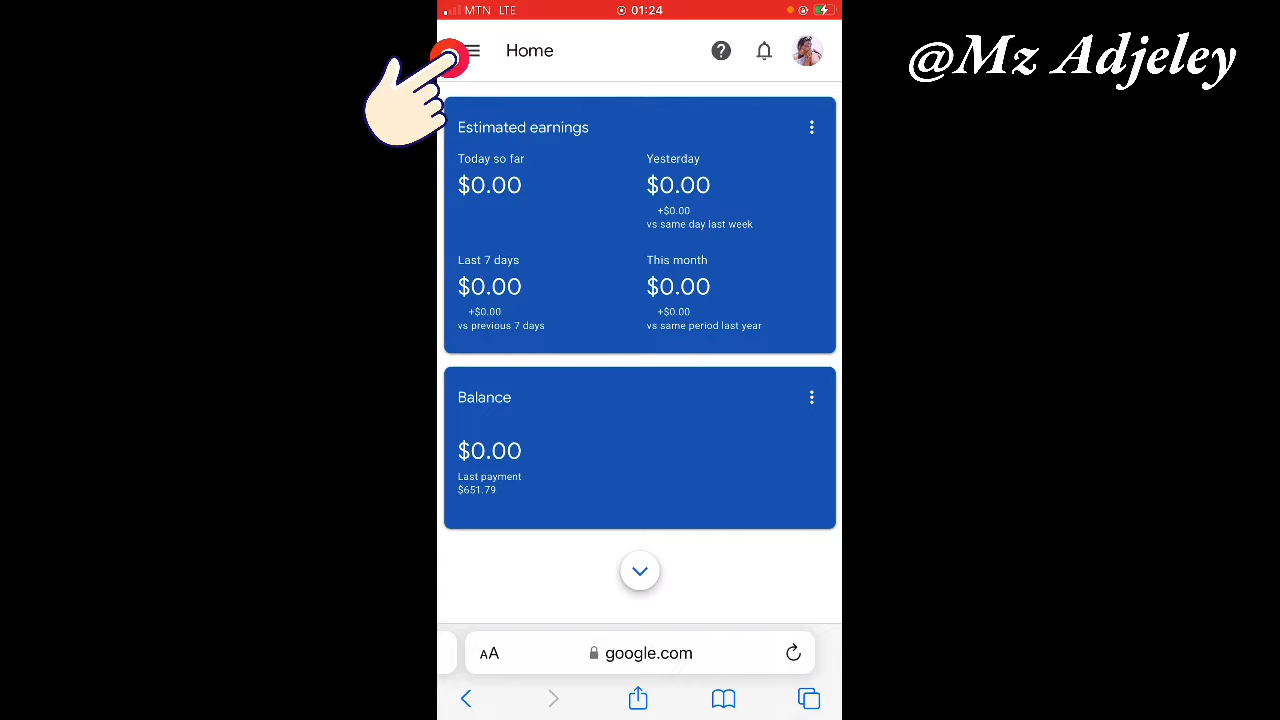 MTN LTE 01:24
@Mz Adjeley
Home
Estimated earnings
Today so far
$0.00
Yesterday
$0.00
+$0.00
vs same day last week
Last 7 days
$0.00
+$0.00
vs previous 7 days
This month
$0.00
+$0.00
vs same period last year
Balance
$0.00
Last payment
$651.79
AA google.com